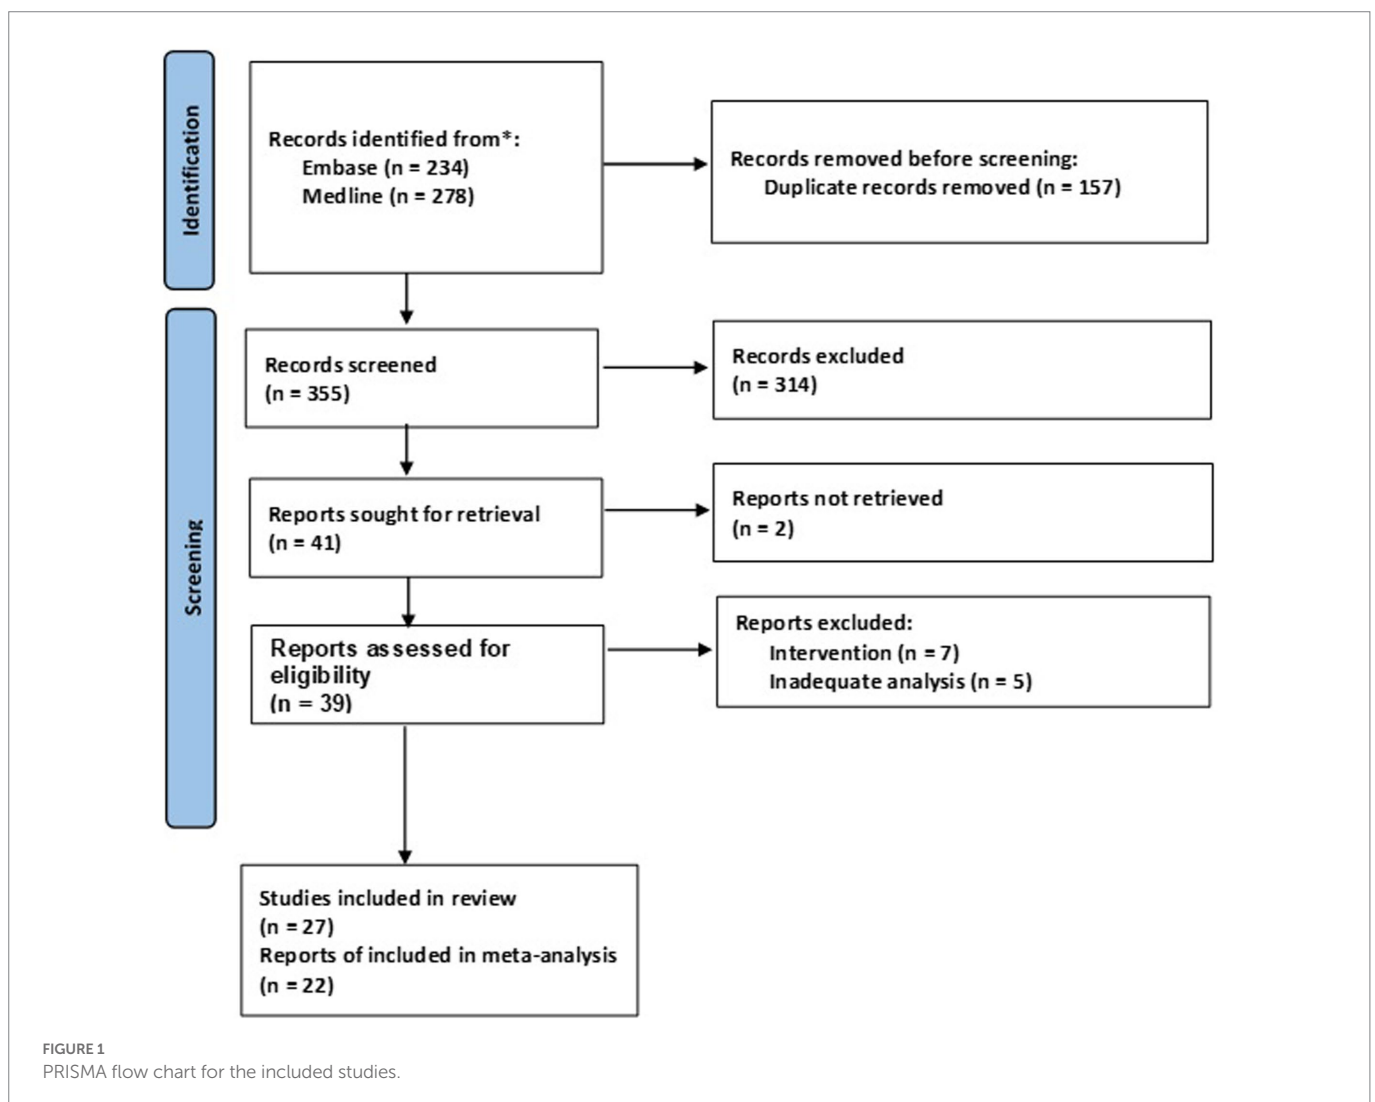 Identification
Records identified from*:
Embase (n = 234)
Medline (n = 278)
Records removed before screening:
Duplicate records removed (n = 157)
Screening
Records screened
(n = 355)
Records excluded
(n = 314)
Reports sought for retrieval
(n = 41)
Reports not retrieved
(n = 2)
Reports assessed for
eligibility
(n = 39)
Reports excluded:
Intervention (n = 7)
Inadequate analysis (n = 5)
Studies included in review
(n = 27)
Reports of included in meta-analysis
(n = 22)
FIGURE 1
PRISMA flow chart for the included studies.